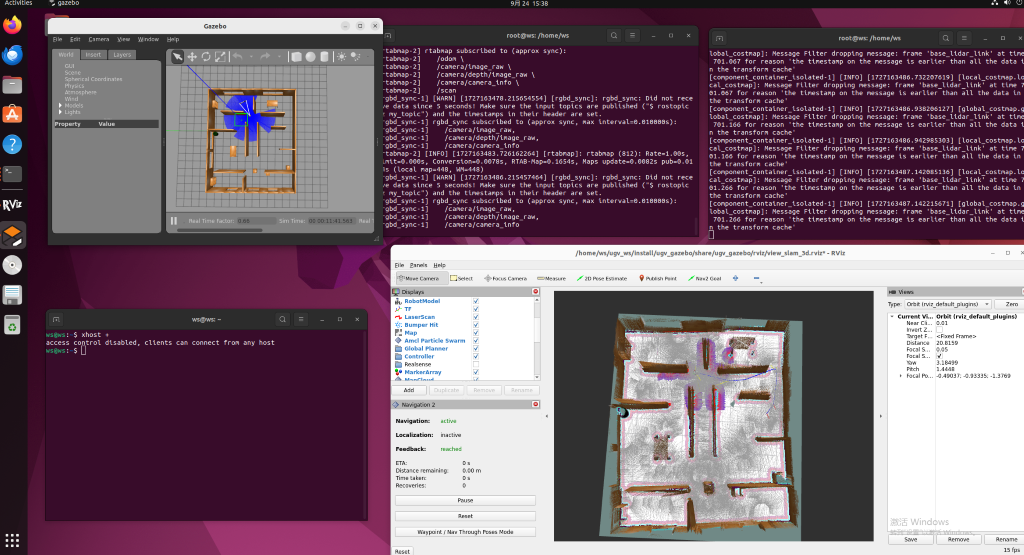 Activities
gazebo
9月 24 15:38
Gazebo
File Edit Camera View Window Help
World Insert Layers
GUI
Scene
Spherical Coordinates
Physics
Atmosphere
Wind
Models
Lights
Property Value
Real Time Factor: 0.66 Sim Time: Real
root@ws: /home/ws
rtabmap-2] rtabmap subscribed to (approx sync):
rtabmap-2] /odom \
rtabmap-2] /camera/image_raw \
rtabmap-2] /camera/depth/image_raw \
rtabmap-2] /camera/camera_info \
rtabmap-2] /scan
rgbd_sync-1] [WARN] [1727163478.215654554] [rgbd_sync]: rgbd_sync: Did not rece
ve data since 5 seconds! Make sure the input topics are published ("$ rostopic
r my_topic") and the timestamps in their header are set.
rgbd_sync-1] rgbd_sync subscribed to (approx sync, max interval=0.010000s):
rgbd_sync-1] /camera/image_raw,
rgbd_sync-1] /camera/depth/image_raw,
rgbd_sync-1] /camera/camera_info
rtabmap-2] [INFO] [1727163483.726162264] [rtabmap]: rtabmap (812): Rate=1.00s,
imit=0.000s, Conversion=0.0078s, RTAB-Map=0.1654s, Maps update=0.0002s pub=0.01
s (local map=448, WM=448)
rgbd_sync-1] [WARN] [1727163486.215457464] [rgbd_sync]: rgbd_sync: Did not rece
ve data since 5 seconds! Make sure the input topics are published ("$ rostopic
r my_topic") and the timestamps in their header are set.
rgbd_sync-1] rgbd_sync subscribed to (approx sync, max interval=0.010000s):
rgbd_sync-1] /camera/image_raw,
rgbd_sync-1] /camera/depth/image_raw,
rgbd_sync-1] /camera/camera_info
root@ws: /home/ws
lobal_costmap]: Message Filter dropping message: frame 'base_lidar_link' at time
701.067 for reason 'the timestamp on the message is earlier than all the data i
n the transform cache'
[component_container_isolated-1] [INFO] [1727163486.732207619] [local_costmap.lo
cal_costmap]: Message Filter dropping message: frame 'base_lidar_link' at time 7
01.067 for reason 'the timestamp on the message is earlier than all the data in
the transform cache'
[component_container_isolated-1] [INFO] [1727163486.938206127] [global_costmap.g
lobal_costmap]: Message Filter dropping message: frame 'base_lidar_link' at time
701.166 for reason 'the timestamp on the message is earlier than all the data i
n the transform cache'
[component_container_isolated-1] [INFO] [1727163486.942985303] [local_costmap.lo
cal_costmap]: Message Filter dropping message: frame 'base_lidar_link' at time 7
01.166 for reason 'the timestamp on the message is earlier than all the data in
the transform cache'
[component_container_isolated-1] [INFO] [1727163487.142085136] [local_costmap.lo
cal_costmap]: Message Filter dropping message: frame 'base_lidar_link' at time 7
01.266 for reason 'the timestamp on the message is earlier than all the data in
the transform cache'
[component_container_isolated-1] [INFO] [1727163487.142215671] [global_costmap.g
lobal_costmap]: Message Filter dropping message: frame 'base_lidar_link' at time
701.266 for reason 'the timestamp on the message is earlier than all the data i
n the transform cache'
RViz
ws@ws: ~
ws@ws:~$ xhost +
access control disabled, clients can connect from any host
ws@ws:~$
/home/ws/ugv_ws/install/ugv_gazebo/share/ugv_gazebo/rviz/view_slam_3d.rviz* - RViz
File Panels Help
Move Camera Select Focus Camera Measure 2D Pose Estimate Publish Point Nav2 Goal
Displays
RobotModel
TF
LaserScan
Bumper Hit
Map
Amcl Particle Swarm
Global Planner
Controller
Realsense
MarkerArray
MapCloud
Add Duplicate Remove Rename
Navigation 2
Navigation: active
Localization: inactive
Feedback: reached
ETA: 0 s
Distance remaining: 0.00 m
Time taken: 0 s
Recoveries: 0
Pause
Reset
Waypoint / Nav Through Poses Mode
Reset
Views
Type: Orbit (rviz_default_plugins) Zero
Current Vi... Orbit (rviz_default_plugins)
Near Cli... 0.01
Invert Z...
Target F... <Fixed Frame>
Distance 20.8159
Focal S... 0.05
Focal S...
Yaw 3.18499
Pitch 1.4448
Focal Po... -0.49037; -0.93335; -1.3769
激活 Windows
Save Remove Rename
15 fps